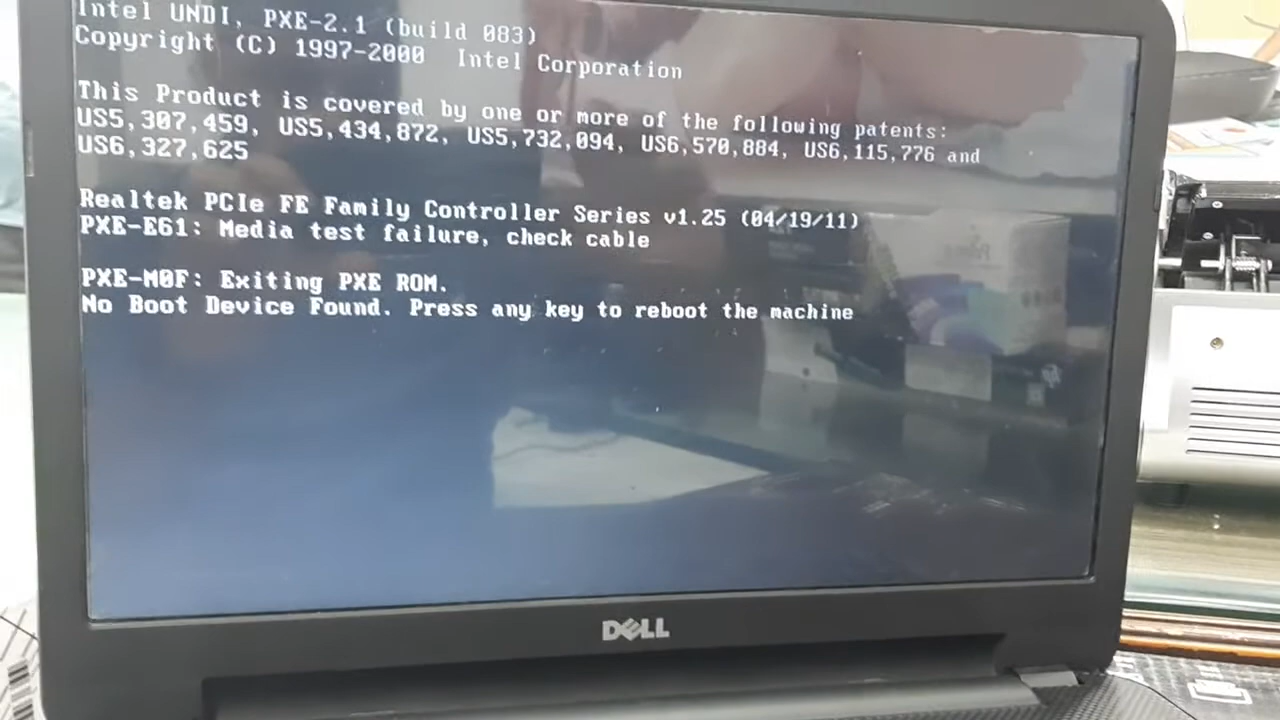 Intel UNDI, PXE-2.1 (build 083)
Copyright (C) 1997-2000  Intel Corporation
This Product is covered by one or more of the following patents:
US5,307,459, US5,434,872, US5,732,094, US6,570,884, US6,115,776 and
US6,327,625
Realtek PCIe FE Family Controller Series v1.25 (04/19/11)
PXE-E61: Media test failure, check cable
PXE-M0F: Exiting PXE ROM.
No Boot Device Found. Press any key to reboot the machine
DELL